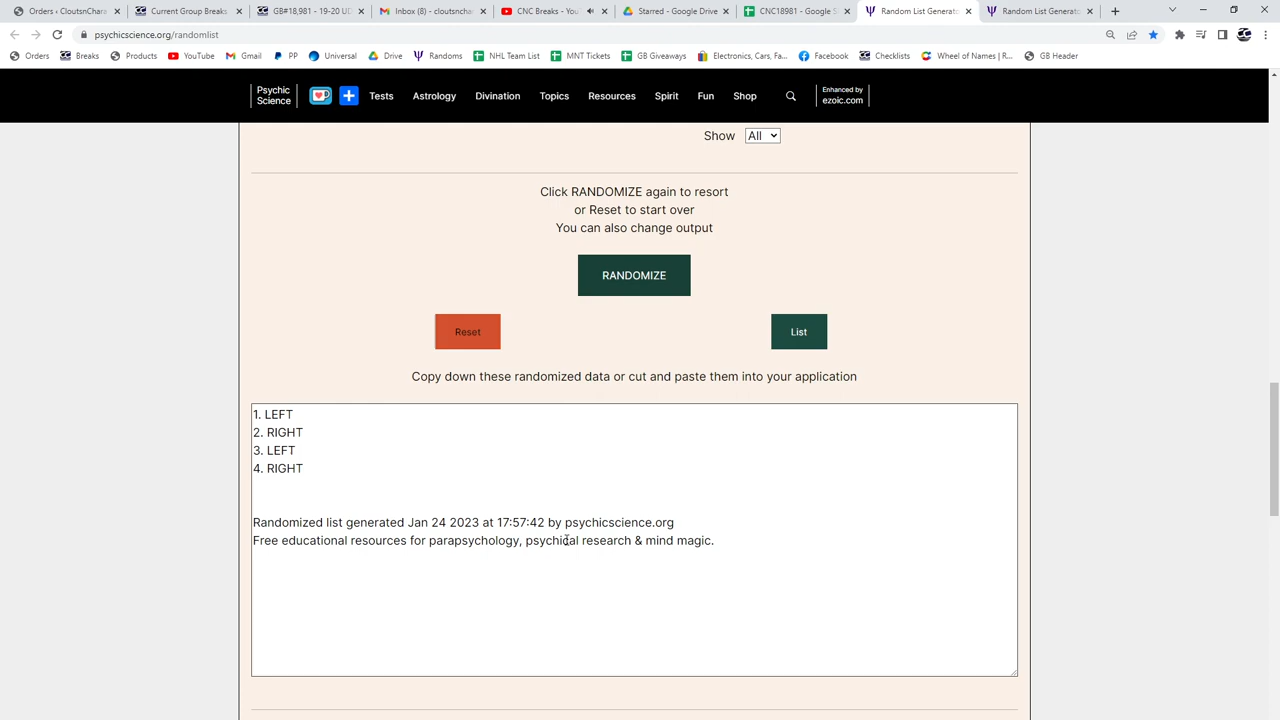 Orders ‹ CloutsnChara
Current Group Breaks
GB#18,981 - 19-20 UD
Inbox (8) - cloutsnchar
CNC Breaks - You
Starred - Google Drive
CNC18981 - Google S
Random List Generato
Random List Generato
psychicscience.org/randomlist
Orders
Breaks
Products
YouTube
Gmail
PP
Universal
Drive
Randoms
NHL Team List
MNT Tickets
GB Giveaways
Electronics, Cars, Fa...
Facebook
Checklists
Wheel of Names | R...
GB Header
Psychic
Science
Tests
Astrology
Divination
Topics
Resources
Spirit
Fun
Shop
Enhanced by
ezoic.com
Show All
Click RANDOMIZE again to resort
or Reset to start over
You can also change output
RANDOMIZE
Reset
List
Copy down these randomized data or cut and paste them into your application
1. LEFT
2. RIGHT
3. LEFT
4. RIGHT
Randomized list generated Jan 24 2023 at 17:57:42 by psychicscience.org
Free educational resources for parapsychology, psychical research & mind magic.